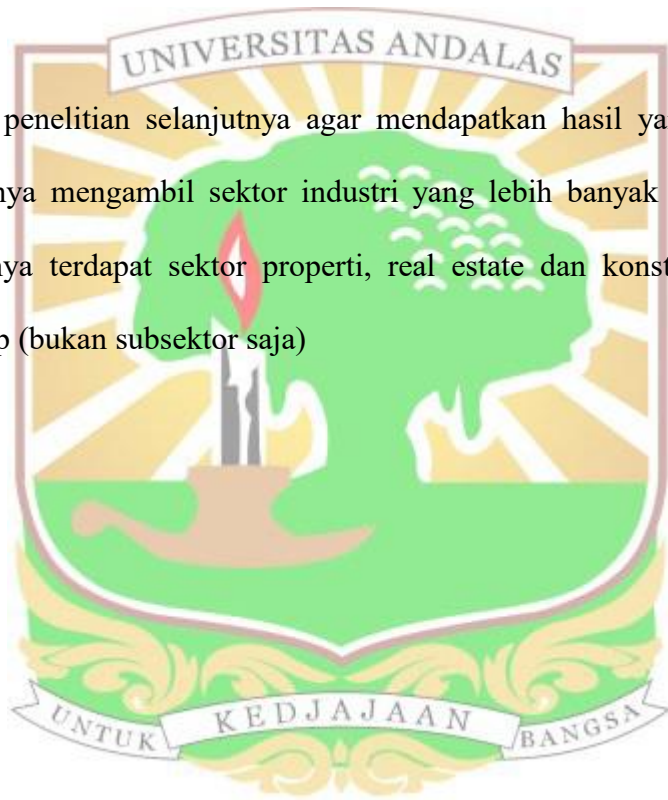 UNIVERSITAS ANDALAS
penelitian selanjutnya agar mendapatkan hasil ya
nya mengambil sektor industri yang lebih banyak
nya terdapat sektor properti, real estate dan konst
p (bukan subsektor saja)
UNTUK KEDJAJAAN BANGSA